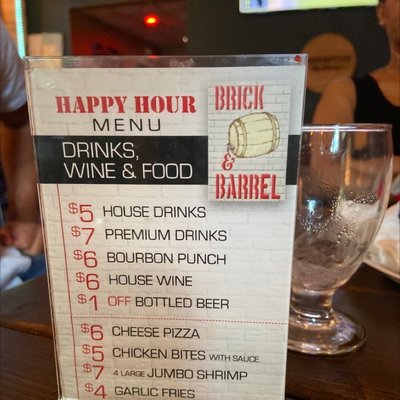 HAPPY HOUR
MENU
DRINKS,
WINE & FOOD
BRICK
&
BARREL
$5 HOUSE DRINKS
$7 PREMIUM DRINKS
$6 BOURBON PUNCH
$6 HOUSE WINE
$1 OFF BOTTLED BEER
$6 CHEESE PIZZA
$5 CHICKEN BITES WITH SAUCE
$7 4 LARGE JUMBO SHRIMP
$4 GARLIC FRIES